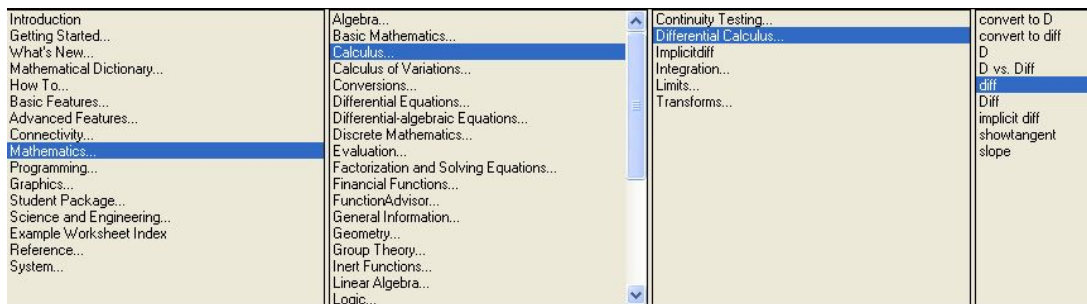 Introduction
Getting Started...
What's New...
Mathematical Dictionary...
How To...
Basic Features...
Advanced Features...
Connectivity...
Mathematics...
Programming...
Graphics...
Student Package...
Science and Engineering...
Example Worksheet Index
Reference...
System...
Algebra...
Basic Mathematics...
Calculus...
Calculus of Variations...
Conversions...
Differential Equations...
Differential-algebraic Equations...
Discrete Mathematics...
Evaluation...
Factorization and Solving Equations...
Financial Functions...
FunctionAdvisor...
General Information...
Geometry...
Group Theory...
Inert Functions...
Linear Algebra...
Logic...
Continuity Testing...
Differential Calculus...
Implicitdiff
Integration...
Limits...
Transforms...
convert to D
convert to diff
D
D vs. Diff
diff
Diff
implicit diff
showtangent
slope